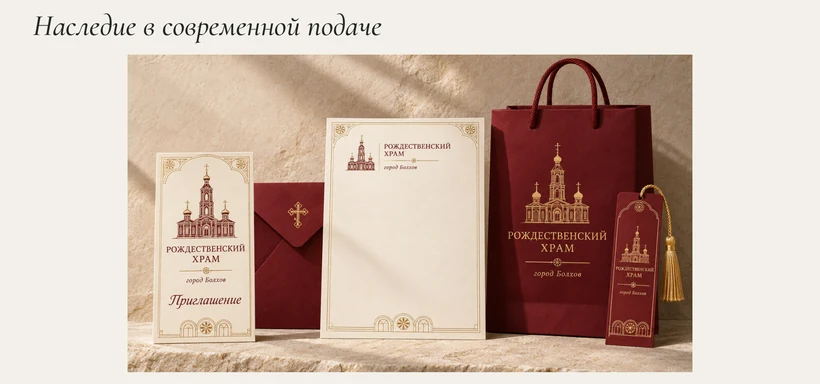 Наследие в современной подаче
РОЖДЕСТВЕНСКИЙ
ХРАМ
город Болхов
Приглашение
РОЖДЕСТВЕНСКИЙ
ХРАМ
город Болхов
РОЖДЕСТВЕНСКИЙ
ХРАМ
город Болхов
РОЖДЕСТВЕНСКИЙ
ХРАМ
город Болхов